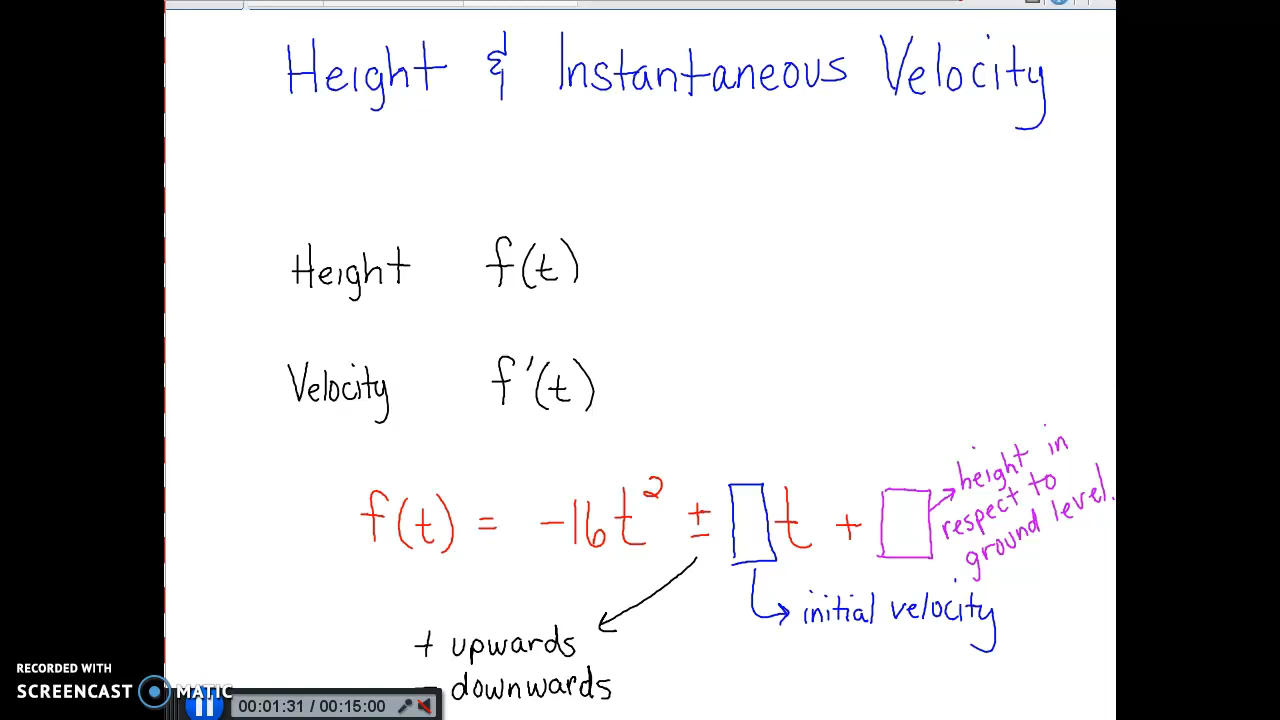 Height & Instantaneous Velocity
Height f(t)
Velocity f'(t)
f(t) = -16t² ± □t + □
height in
respect to
ground level.
initial velocity
+ upwards
- downwards
RECORDED WITH
SCREENCAST MATIC
00:01:31 / 00:15:00